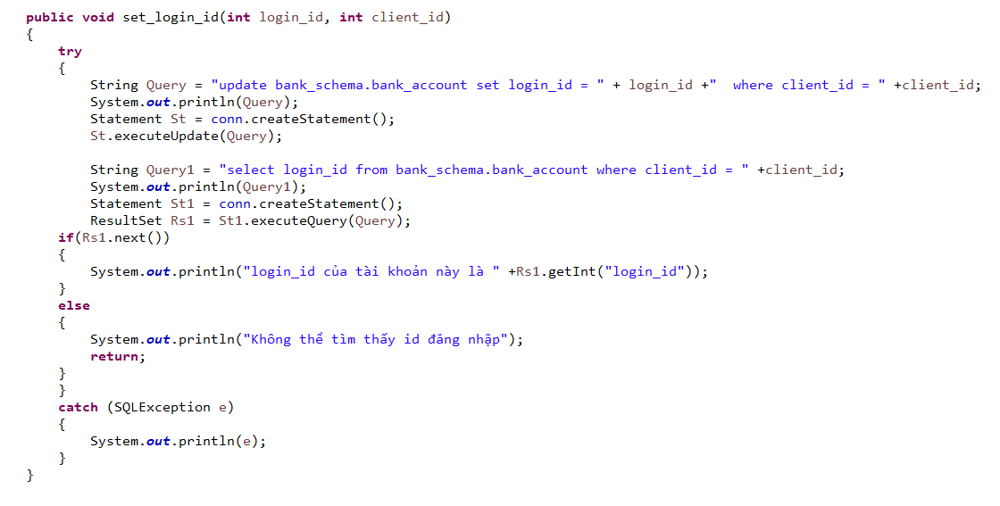 public void set_login_id(int login_id, int client_id)
{
try
{
String Query = "update bank_schema.bank_account set login_id = " + login_id +"  where client_id = " +client_id;
System.out.println(Query);
Statement St = conn.createStatement();
St.executeUpdate(Query);
String Query1 = "select login_id from bank_schema.bank_account where client_id = " +client_id;
System.out.println(Query1);
Statement St1 = conn.createStatement();
ResultSet Rs1 = St1.executeQuery(Query);
if(Rs1.next())
{
System.out.println("login_id của tài khoản này là " +Rs1.getInt("login_id"));
}
else
{
System.out.println("Không thể tìm thấy id đăng nhập");
return;
}
}
catch (SQLException e)
{
System.out.println(e);
}
}